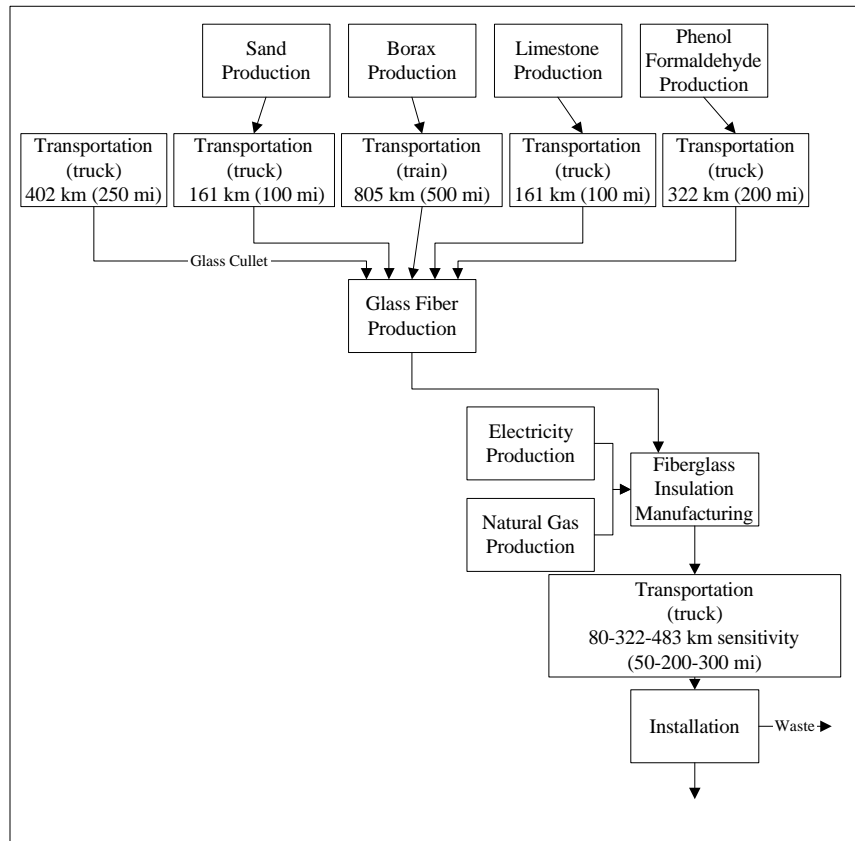 Sand
Production
Borax
Production
Limestone
Production
Phenol
Formaldehyde
Production
Transportation
(truck)
402 km (250 mi)
Transportation
(truck)
161 km (100 mi)
Transportation
(train)
805 km (500 mi)
Transportation
(truck)
161 km (100 mi)
Transportation
(truck)
322 km (200 mi)
Glass Cullet
Glass Fiber
Production
Electricity
Production
Natural Gas
Production
Fiberglass
Insulation
Manufacturing
Transportation
(truck)
80-322-483 km sensitivity
(50-200-300 mi)
Installation
Waste